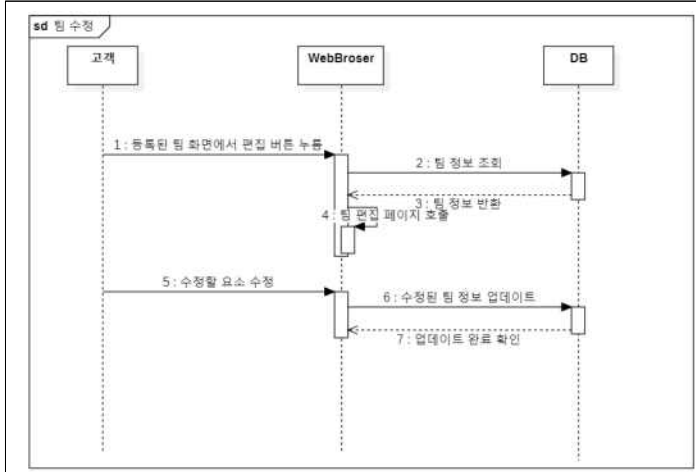 sd 팀 수정
고객
WebBroser
DB
1 : 등록된 팀 화면에서 편집 버튼 누름
2 : 팀 정보 조회
3 : 팀 정보 반환
4 : 팀 편집 페이지 호출
5 : 수정할 요소 수정
6 : 수정된 팀 정보 업데이트
7 : 업데이트 완료 확인